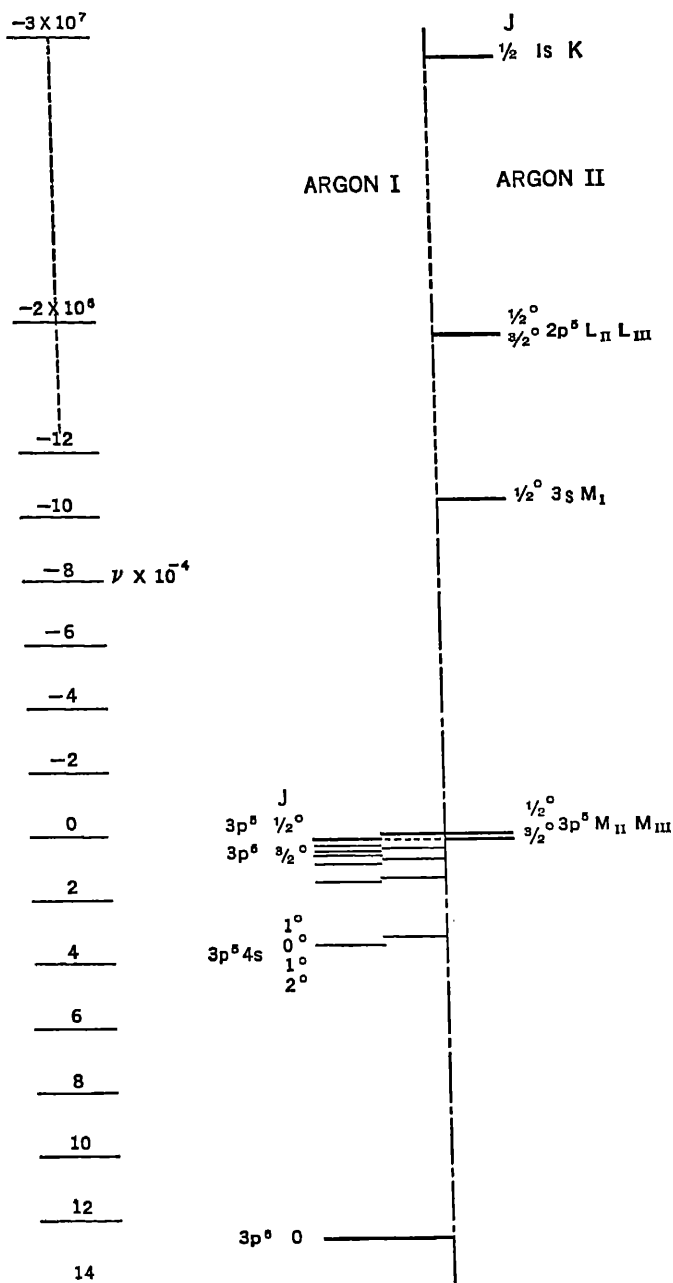 −3 X 10⁷
J
½ 1s K
ARGON I
ARGON II
−2 X 10⁶
½°
³⁄₂° 2p⁵ L_II L_III
−12
−10
½° 3s M_I
−8
ν X 10⁻⁴
−6
−4
−2
0
J
3p⁵ ½°
3p⁵ ³⁄₂°
½°
³⁄₂° 3p⁵ M_II M_III
2
1°
3p⁵4s 0°
1°
2°
4
6
8
10
12
3p⁶ 0
14